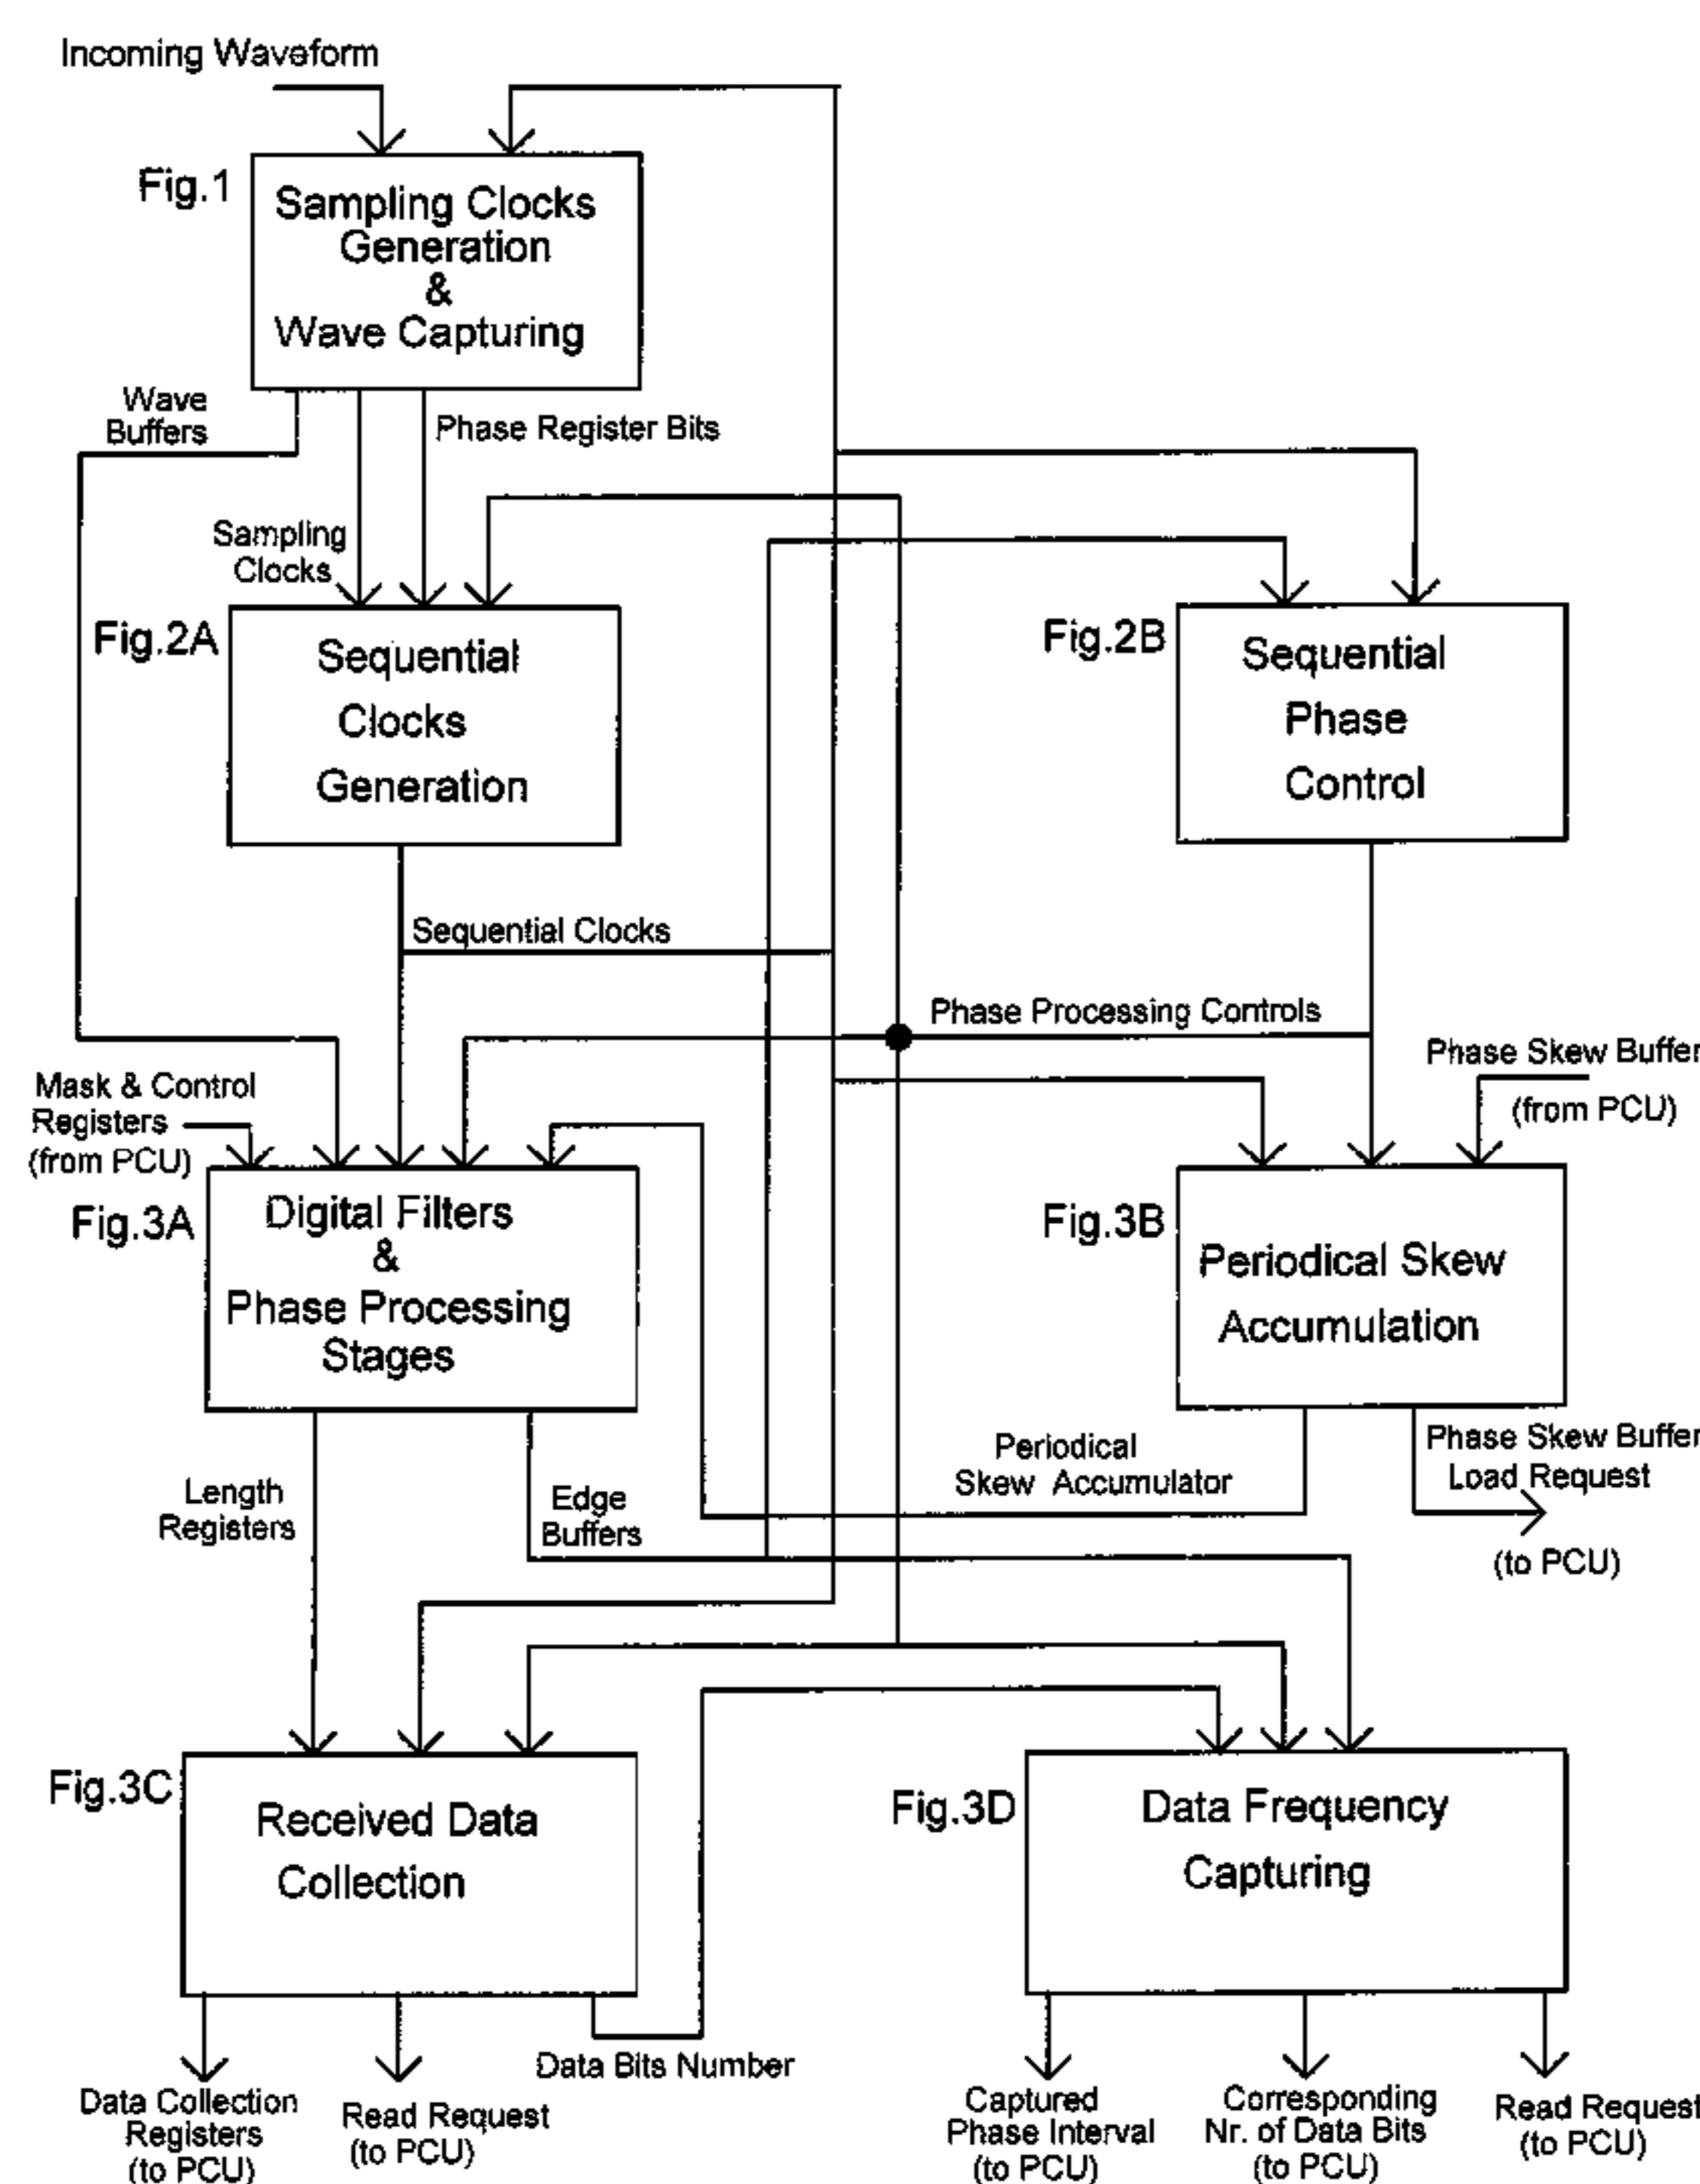 Incoming Waveform
Fig.1
Sampling Clocks
Generation
&
Wave Capturing
Wave
Buffers
Phase Register Bits
Sampling
Clocks
Fig.2A
Sequential
Clocks
Generation
Fig.2B
Sequential
Phase
Control
Sequential Clocks
Phase Processing Controls
Phase Skew Buffer
(from PCU)
Mask & Control
Registers
(from PCU)
Fig.3A
Digital Filters
&
Phase Processing
Stages
Fig.3B
Periodical Skew
Accumulation
Length
Registers
Edge
Buffers
Periodical
Skew Accumulator
Phase Skew Buffer
Load Request
(to PCU)
Fig.3C
Received Data
Collection
Fig.3D
Data Frequency
Capturing
Data Bits Number
Data Collection
Registers
(to PCU)
Read Request
(to PCU)
Captured
Phase Interval
(to PCU)
Corresponding
Nr. of Data Bits
(to PCU)
Read Request
(to PCU)